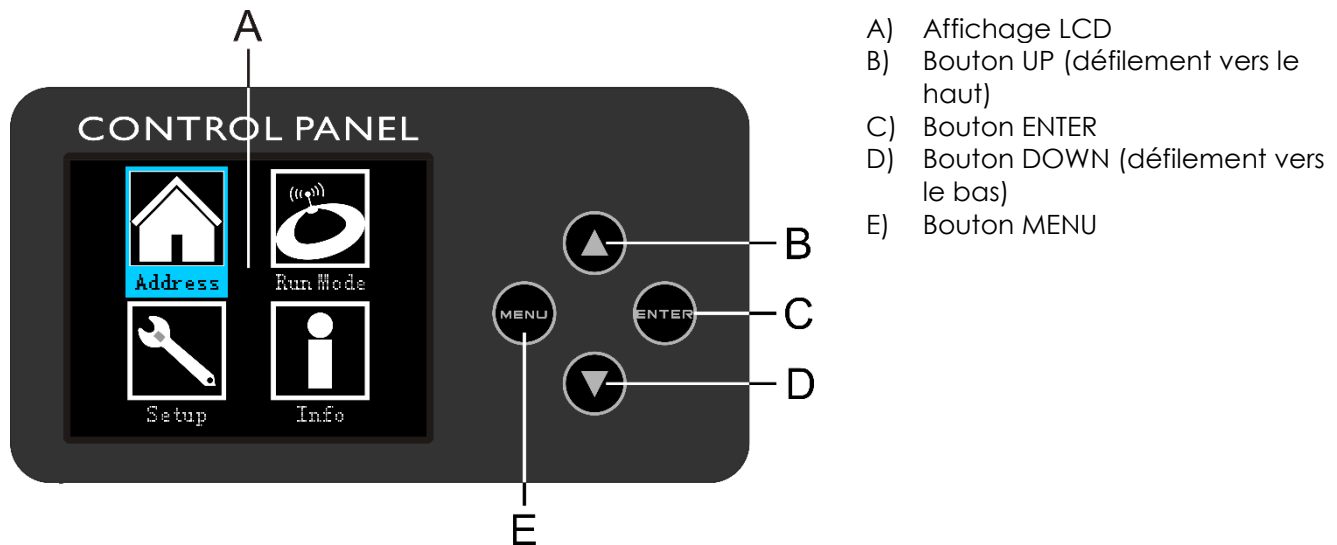 A
CONTROL PANEL
Address
Run Mode
Setup
Info
MENU
ENTER
B
C
D
E
A) Affichage LCD
B) Bouton UP (défilement vers le
haut)
C) Bouton ENTER
D) Bouton DOWN (défilement vers
le bas)
E) Bouton MENU